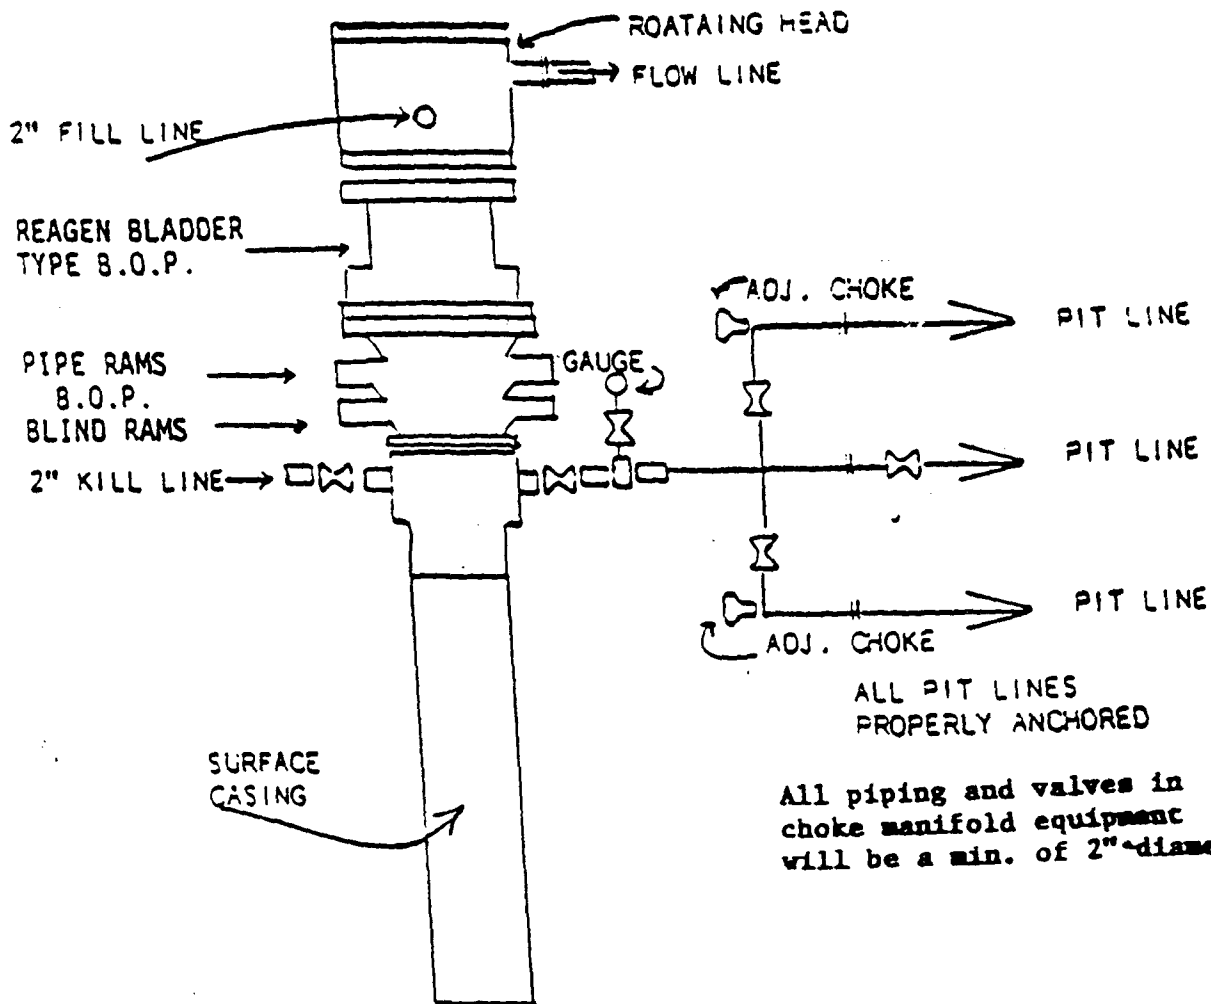 ROATAING HEAD
FLOW LINE
2" FILL LINE
REAGEN BLADDER
TYPE B.O.P.
ADJ. CHOKE
PIT LINE
PIPE RAMS
B.O.P.
BLIND RAMS
GAUGE
2" KILL LINE
PIT LINE
PIT LINE
ADJ. CHOKE
ALL PIT LINES
PROPERLY ANCHORED
SURFACE
CASING
All piping and valves in
choke manifold equipment
will be a min. of 2" diame